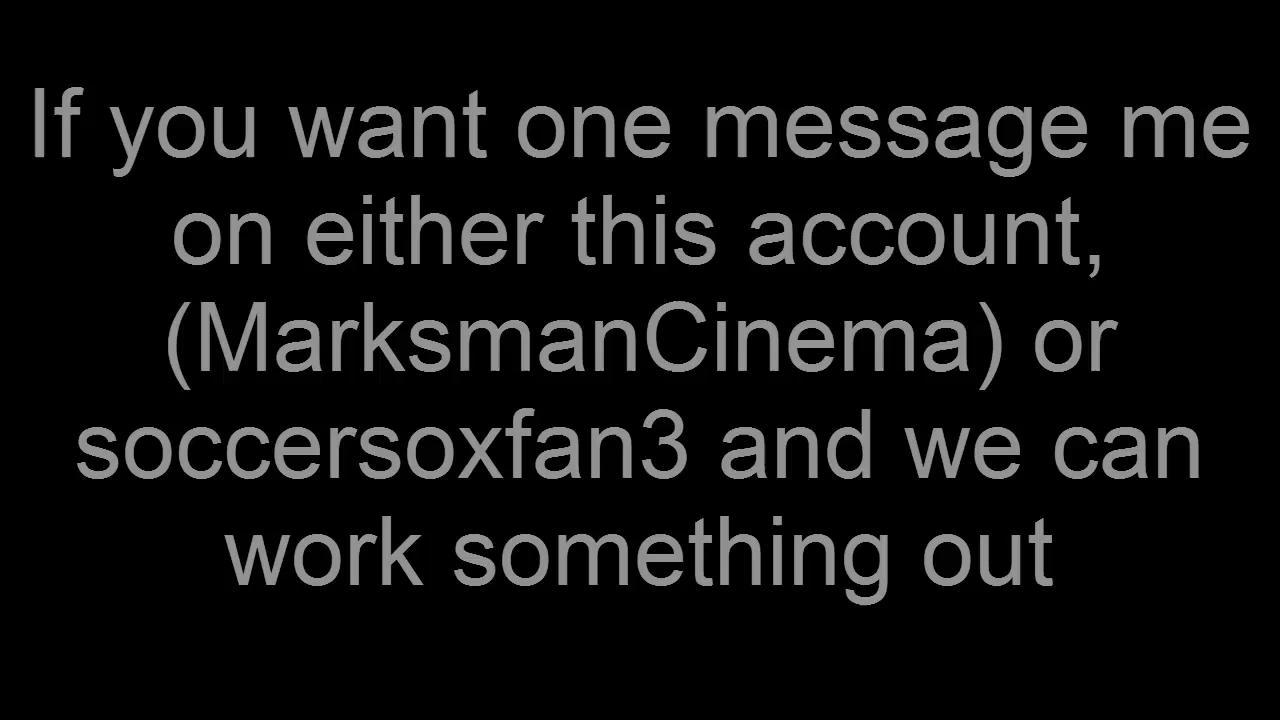 If you want one message me
on either this account,
(MarksmanCinema) or
soccersoxfan3 and we can
work something out